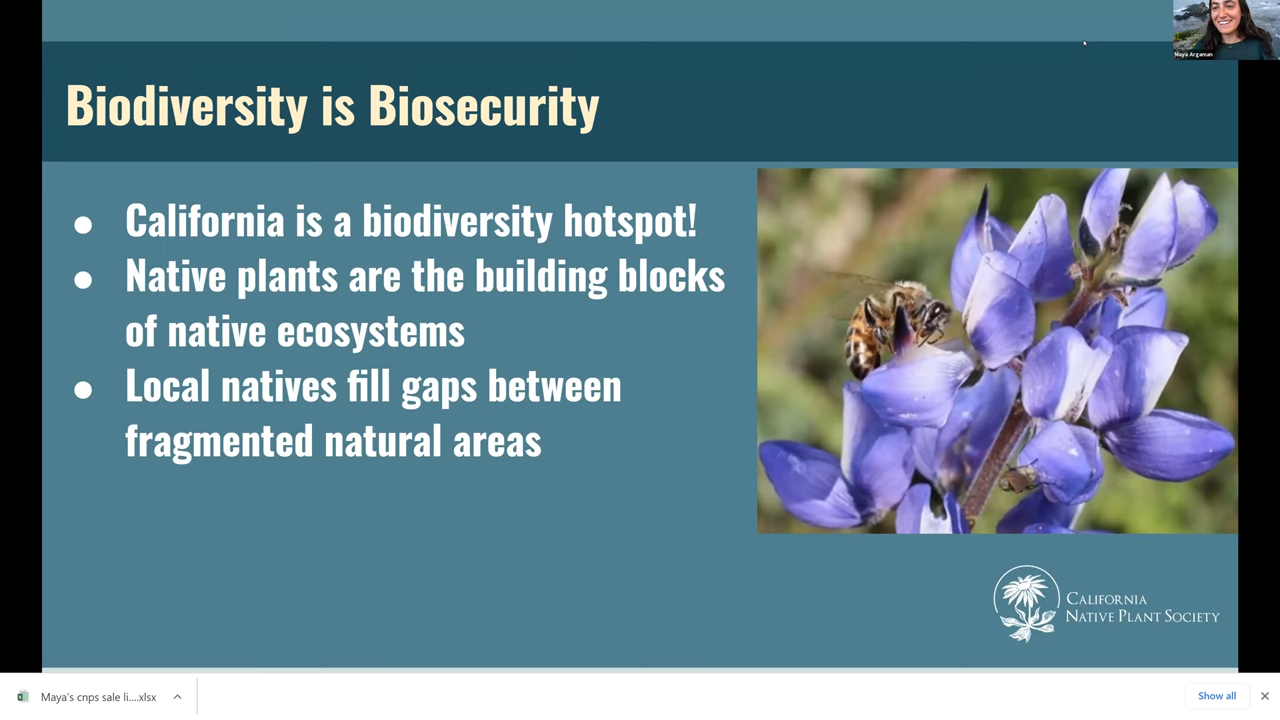 Maya Argaman
Biodiversity is Biosecurity
● California is a biodiversity hotspot!
● Native plants are the building blocks
of native ecosystems
● Local natives fill gaps between
fragmented natural areas
CALIFORNIA
NATIVE PLANT SOCIETY
Maya's cnps sale li....xlsx
Show all